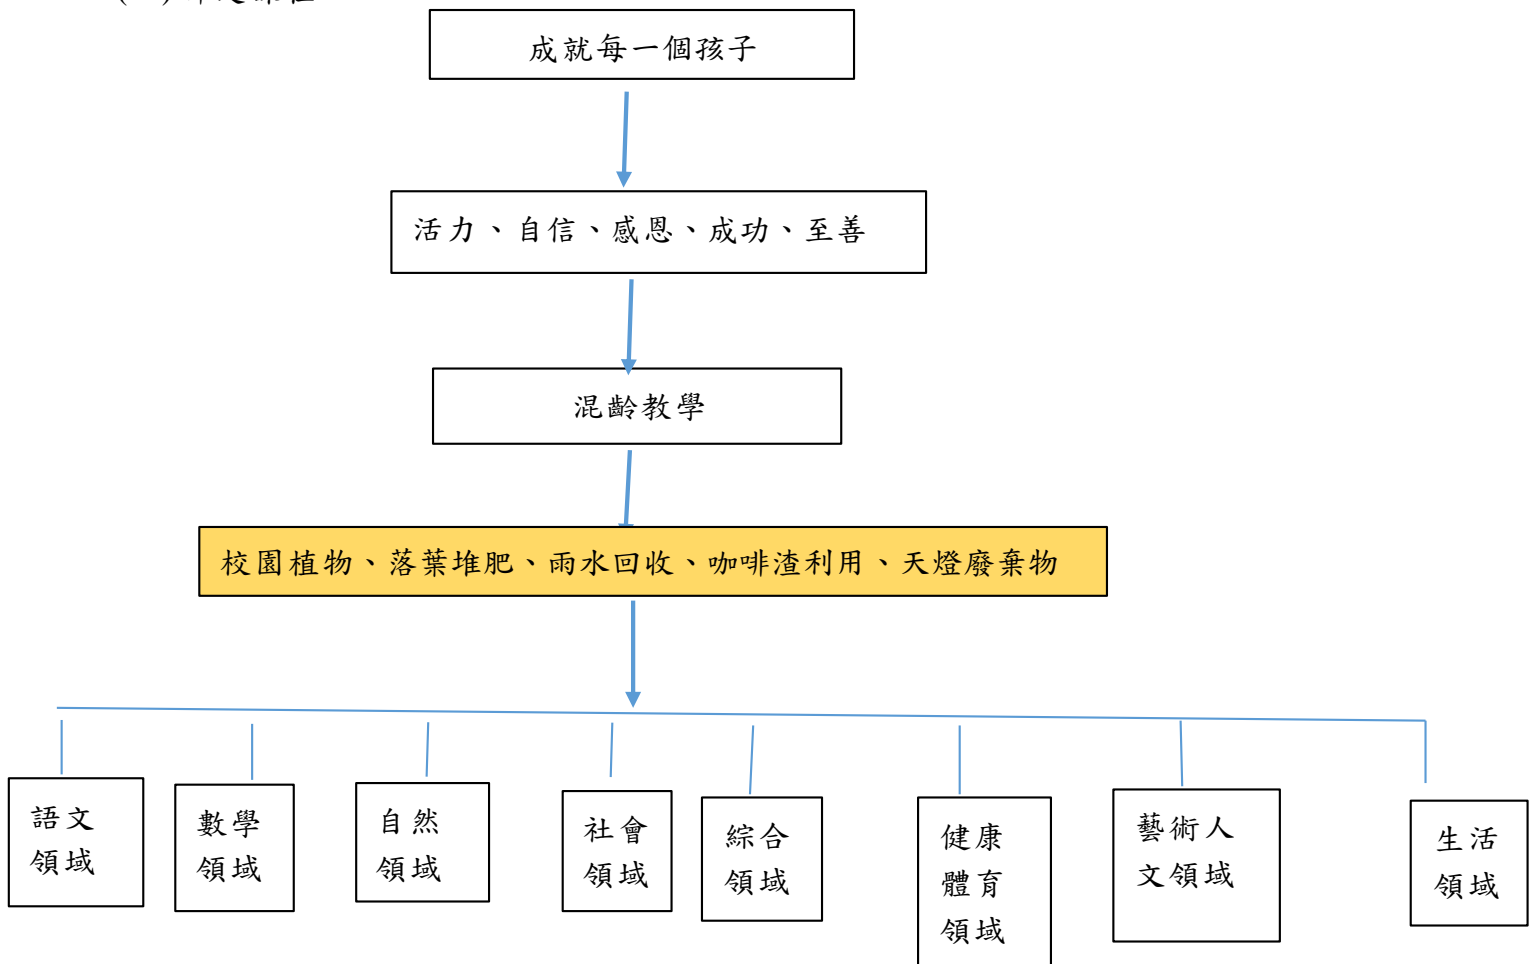 成就每一個孩子
活力、自信、感恩、成功、至善
混齡教學
校園植物、落葉堆肥、雨水回收、咖啡渣利用、天燈廢棄物
語文
領域
數學
領域
自然
領域
社會
領域
綜合
領域
健康
體育
領域
藝術人
文領域
生活
領域